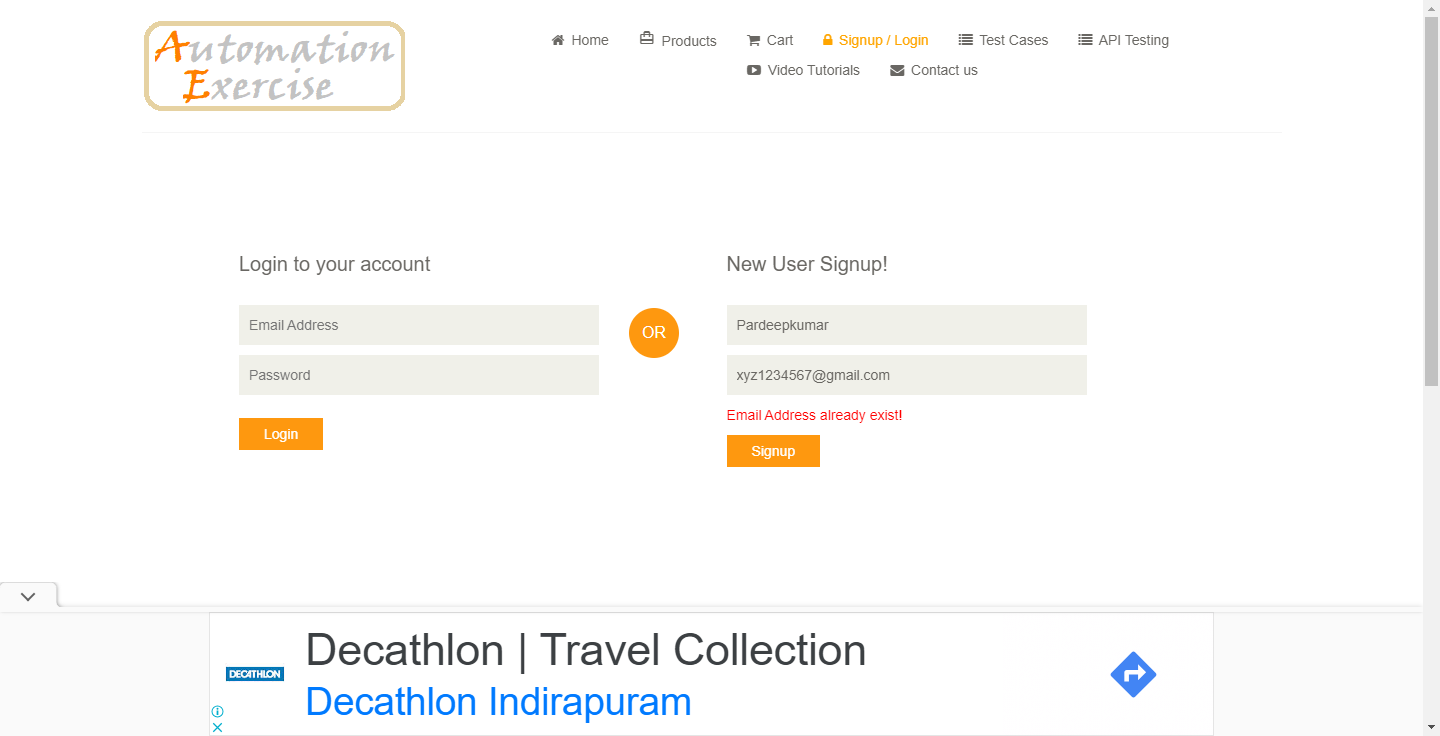 Automation
Exercise
Home
Products
Cart
Signup / Login
Test Cases
API Testing
Video Tutorials
Contact us
Login to your account
Email Address
Password
Login
OR
New User Signup!
Pardeepkumar
xyz1234567@gmail.com
Email Address already exist!
Signup
DECATHLON
Decathlon | Travel Collection
Decathlon Indirapuram